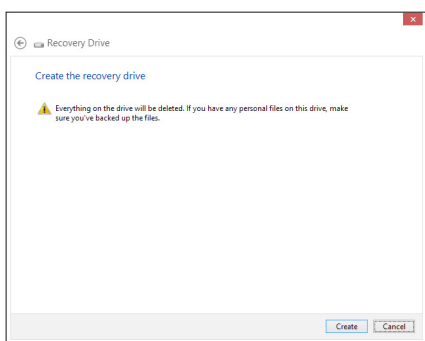 Recovery Drive
Create the recovery drive
Everything on the drive will be deleted. If you have any personal files on this drive, make
sure you've backed up the files.
Create Cancel